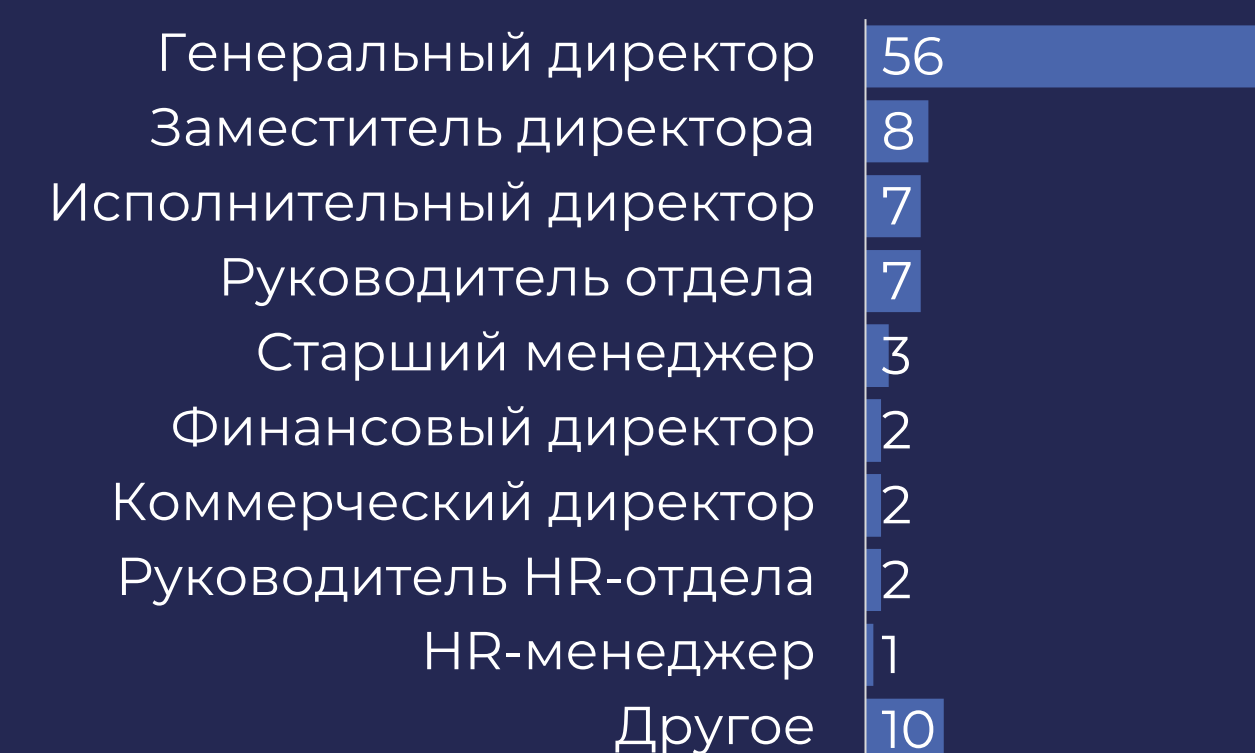 Генеральный директор 56
Заместитель директора 8
Исполнительный директор 7
Руководитель отдела 7
Старший менеджер 3
Финансовый директор 2
Коммерческий директор 2
Руководитель HR-отдела 2
HR-менеджер 1
Другое 10